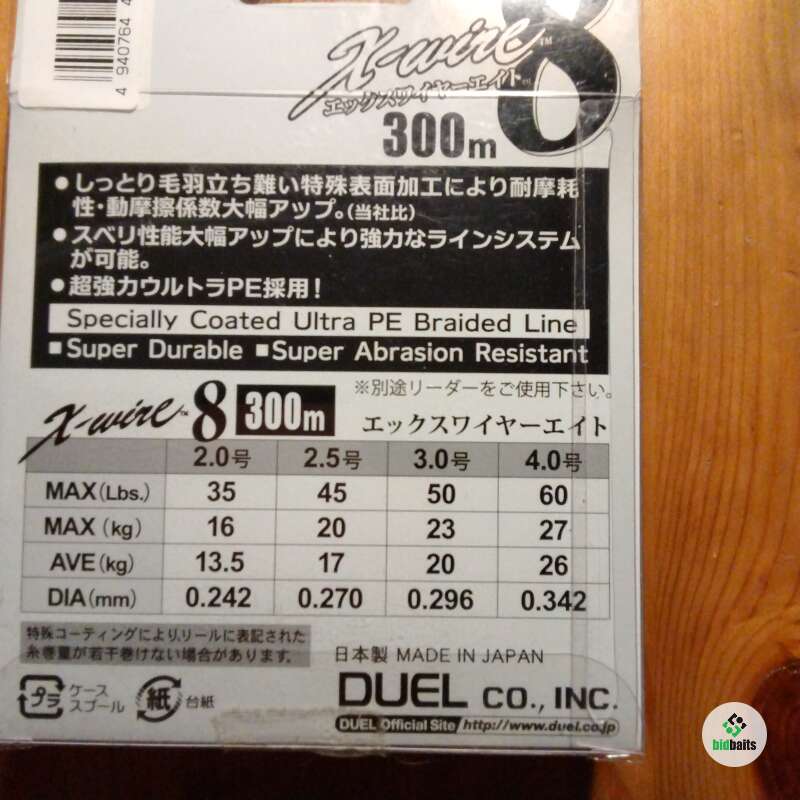 4 940764 4
X-wire 8
エックスワイヤーエイト
300m
●しっとり毛羽立ち難い特殊表面加工により耐摩耗
性・動摩擦係数大幅アップ。(当社比)
●スベリ性能大幅アップにより強力なラインシステム
が可能。
●超強力ウルトラPE採用!
Specially Coated Ultra PE Braided Line
■Super Durable ■Super Abrasion Resistant
※別途リーダーをご使用下さい。
X-wire™ 8 300m エックスワイヤーエイト
2.0号 2.5号 3.0号 4.0号
MAX(Lbs.) 35 45 50 60
MAX (kg) 16 20 23 27
AVE(kg) 13.5 17 20 26
DIA(mm) 0.242 0.270 0.296 0.342
特殊コーティングにより、リールに表記された
糸巻量が若干巻けない場合があります。
日本製 MADE IN JAPAN
プラ ケース
スプール
紙 台紙
DUEL CO., INC.
DUEL Official Site http://www.duel.co.jp
bidbaits